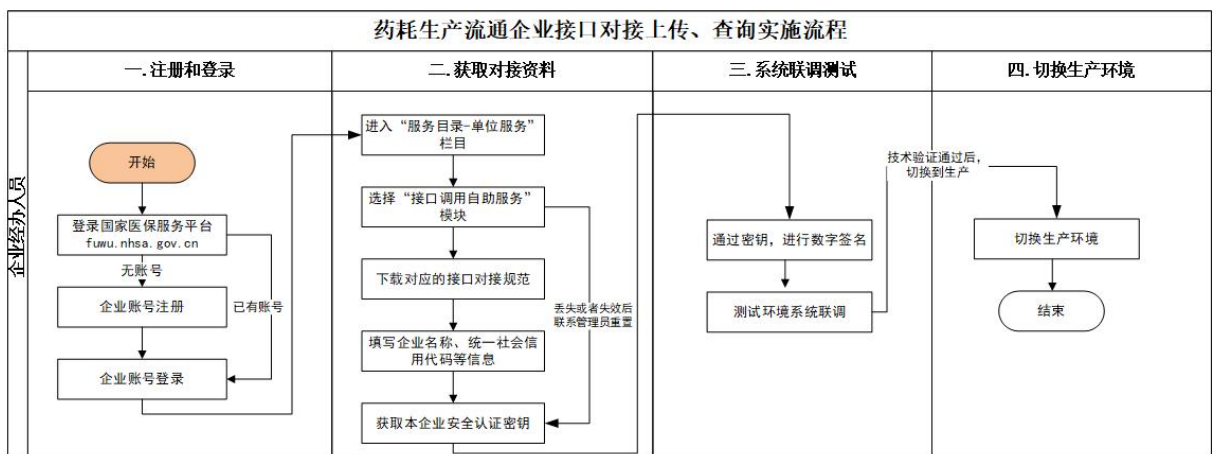 药耗生产流通企业接口对接上传、查询实施流程
一.注册和登录
二.获取对接资料
三.系统联调测试
四.切换生产环境
企业经办人员
开始
登录国家医保服务平台
fuwu.nhsa.gov.cn
无账号
已有账号
企业账号注册
企业账号登录
进入“服务目录-单位服务”
栏目
选择“接口调用自助服务”
模块
下载对应的接口对接规范
丢失或者失效后
联系管理员重置
填写企业名称、统一社会信
用代码等信息
获取本企业安全认证密钥
通过密钥，进行数字签名
测试环境系统联调
技术验证通过后，
切换到生产
切换生产环境
结束